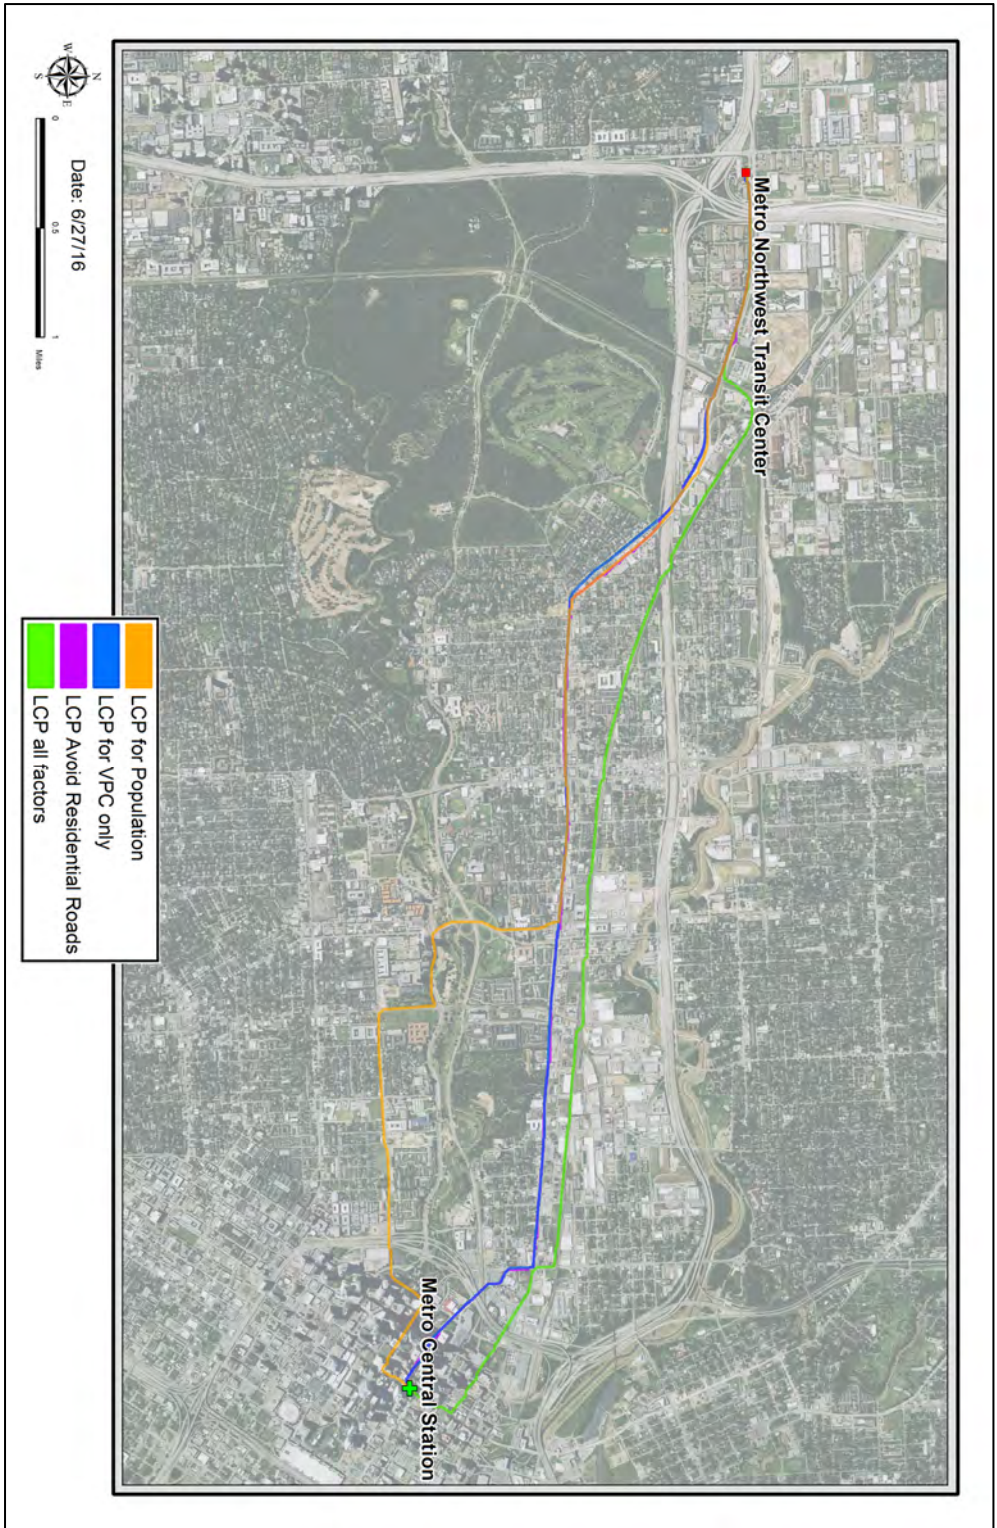 Metro Northwest Transit Center
Metro Central Station
N
W
E
S
0
0.5
1
Miles
Date: 6/27/16
LCP for Population
LCP for VPC only
LCP Avoid Residential Roads
LCP all factors